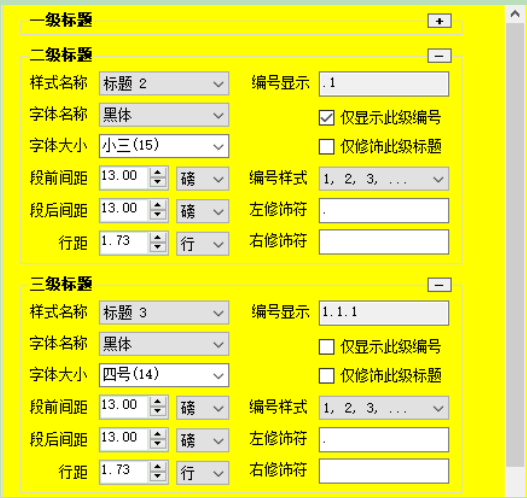 一级标题 +
二级标题 −
样式名称 标题 2 编号显示 .1
字体名称 黑体 仅显示此级编号
字体大小 小三(15) 仅修饰此级标题
段前间距 13.00 磅 编号样式 1, 2, 3, ...
段后间距 13.00 磅 左修饰符 .
行距 1.73 行 右修饰符
三级标题 −
样式名称 标题 3 编号显示 1.1.1
字体名称 黑体 仅显示此级编号
字体大小 四号(14) 仅修饰此级标题
段前间距 13.00 磅 编号样式 1, 2, 3, ...
段后间距 13.00 磅 左修饰符 .
行距 1.73 行 右修饰符